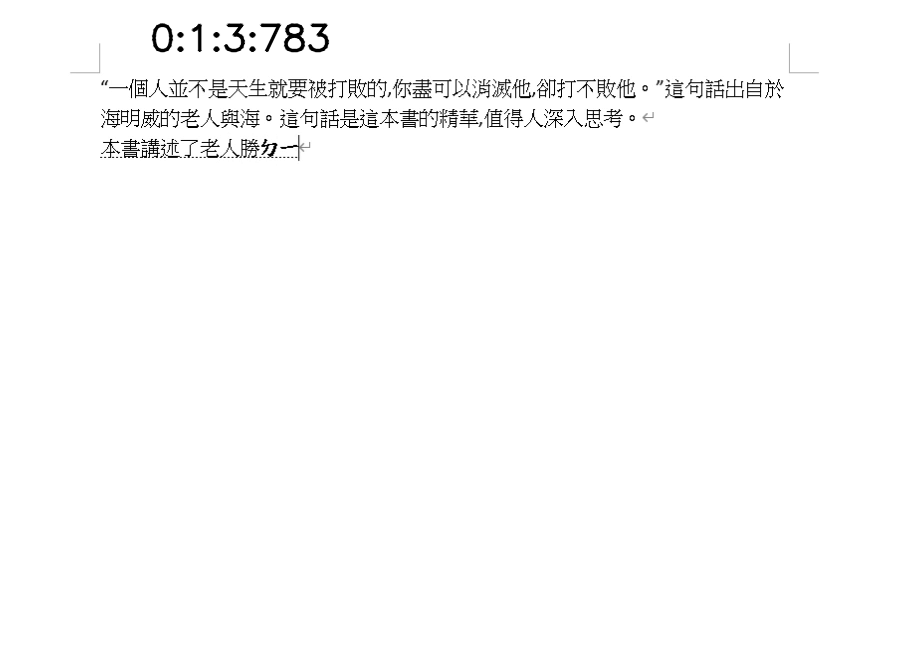 0:1:3:783
“一個人並不是天生就要被打敗的,你盡可以消滅他,卻打不敗他。”這句話出自於
海明威的老人與海。這句話是這本書的精華,值得人深入思考。↵
本書講述了老人勝ㄉㄧ↵